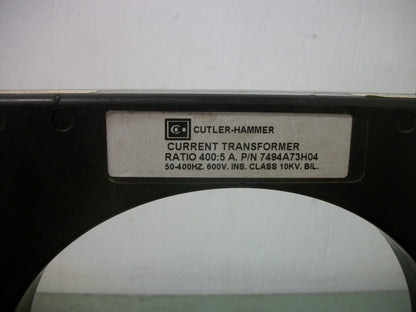 CUTLER-HAMMER
CURRENT TRANSFORMER
RATIO 400:5 A. P/N 7494A73H04
50-400HZ. 600V. INS. CLASS 10KV. BIL.